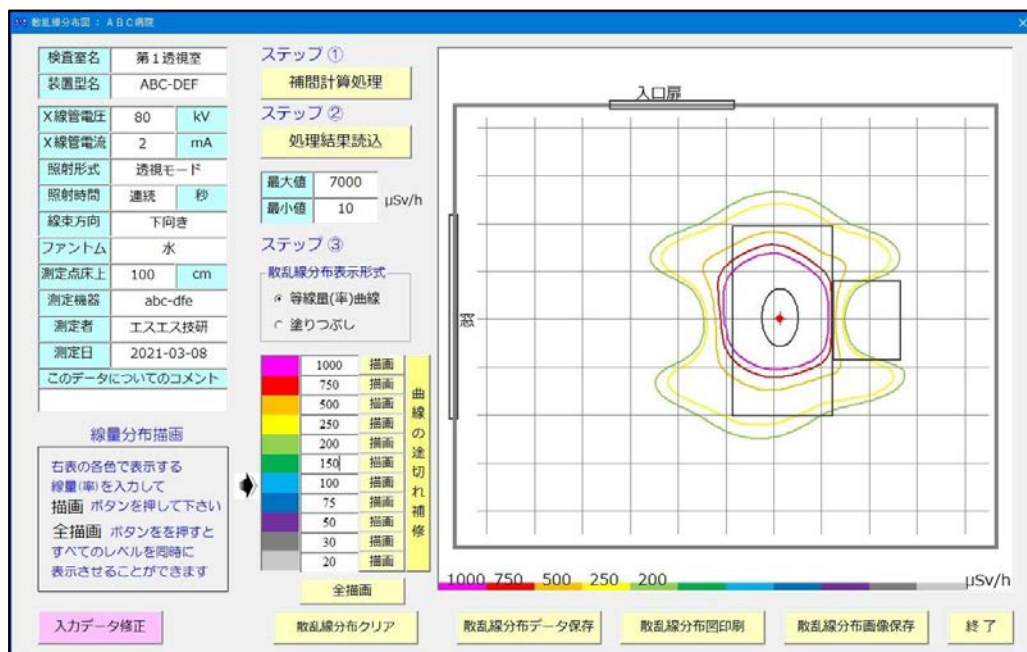 散乱線分布図：ABC病院
検査室名 第1透視室
装置型名 ABC-DEF
X線管電圧 80 kV
X線管電流 2 mA
照射形式 透視モード
照射時間 連続 秒
線束方向 下向き
ファントム 水
測定点床上 100 cm
測定機器 abc-dfe
測定者 エスエス技研
測定日 2021-03-08
このデータについてのコメント
線量分布描画
右表の各色で表示する
線量(率)を入力して
描画 ボタンを押して下さい
全描画 ボタンをを押すと
すべてのレベルを同時に
表示させることができます
入力データ修正
ステップ①
補間計算処理
ステップ②
処理結果読込
最大値 7000
最小値 10
μSv/h
ステップ③
散乱線分布表示形式
等線量(率)曲線
塗りつぶし
1000 描画
750 描画
500 描画
250 描画
200 描画
150 描画
100 描画
75 描画
50 描画
30 描画
20 描画
曲線の途切れ補修
全描画
散乱線分布クリア
入口扉
窓
1000 750 500 250 200 μSv/h
散乱線分布データ保存
散乱線分布図印刷
散乱線分布画像保存
終了